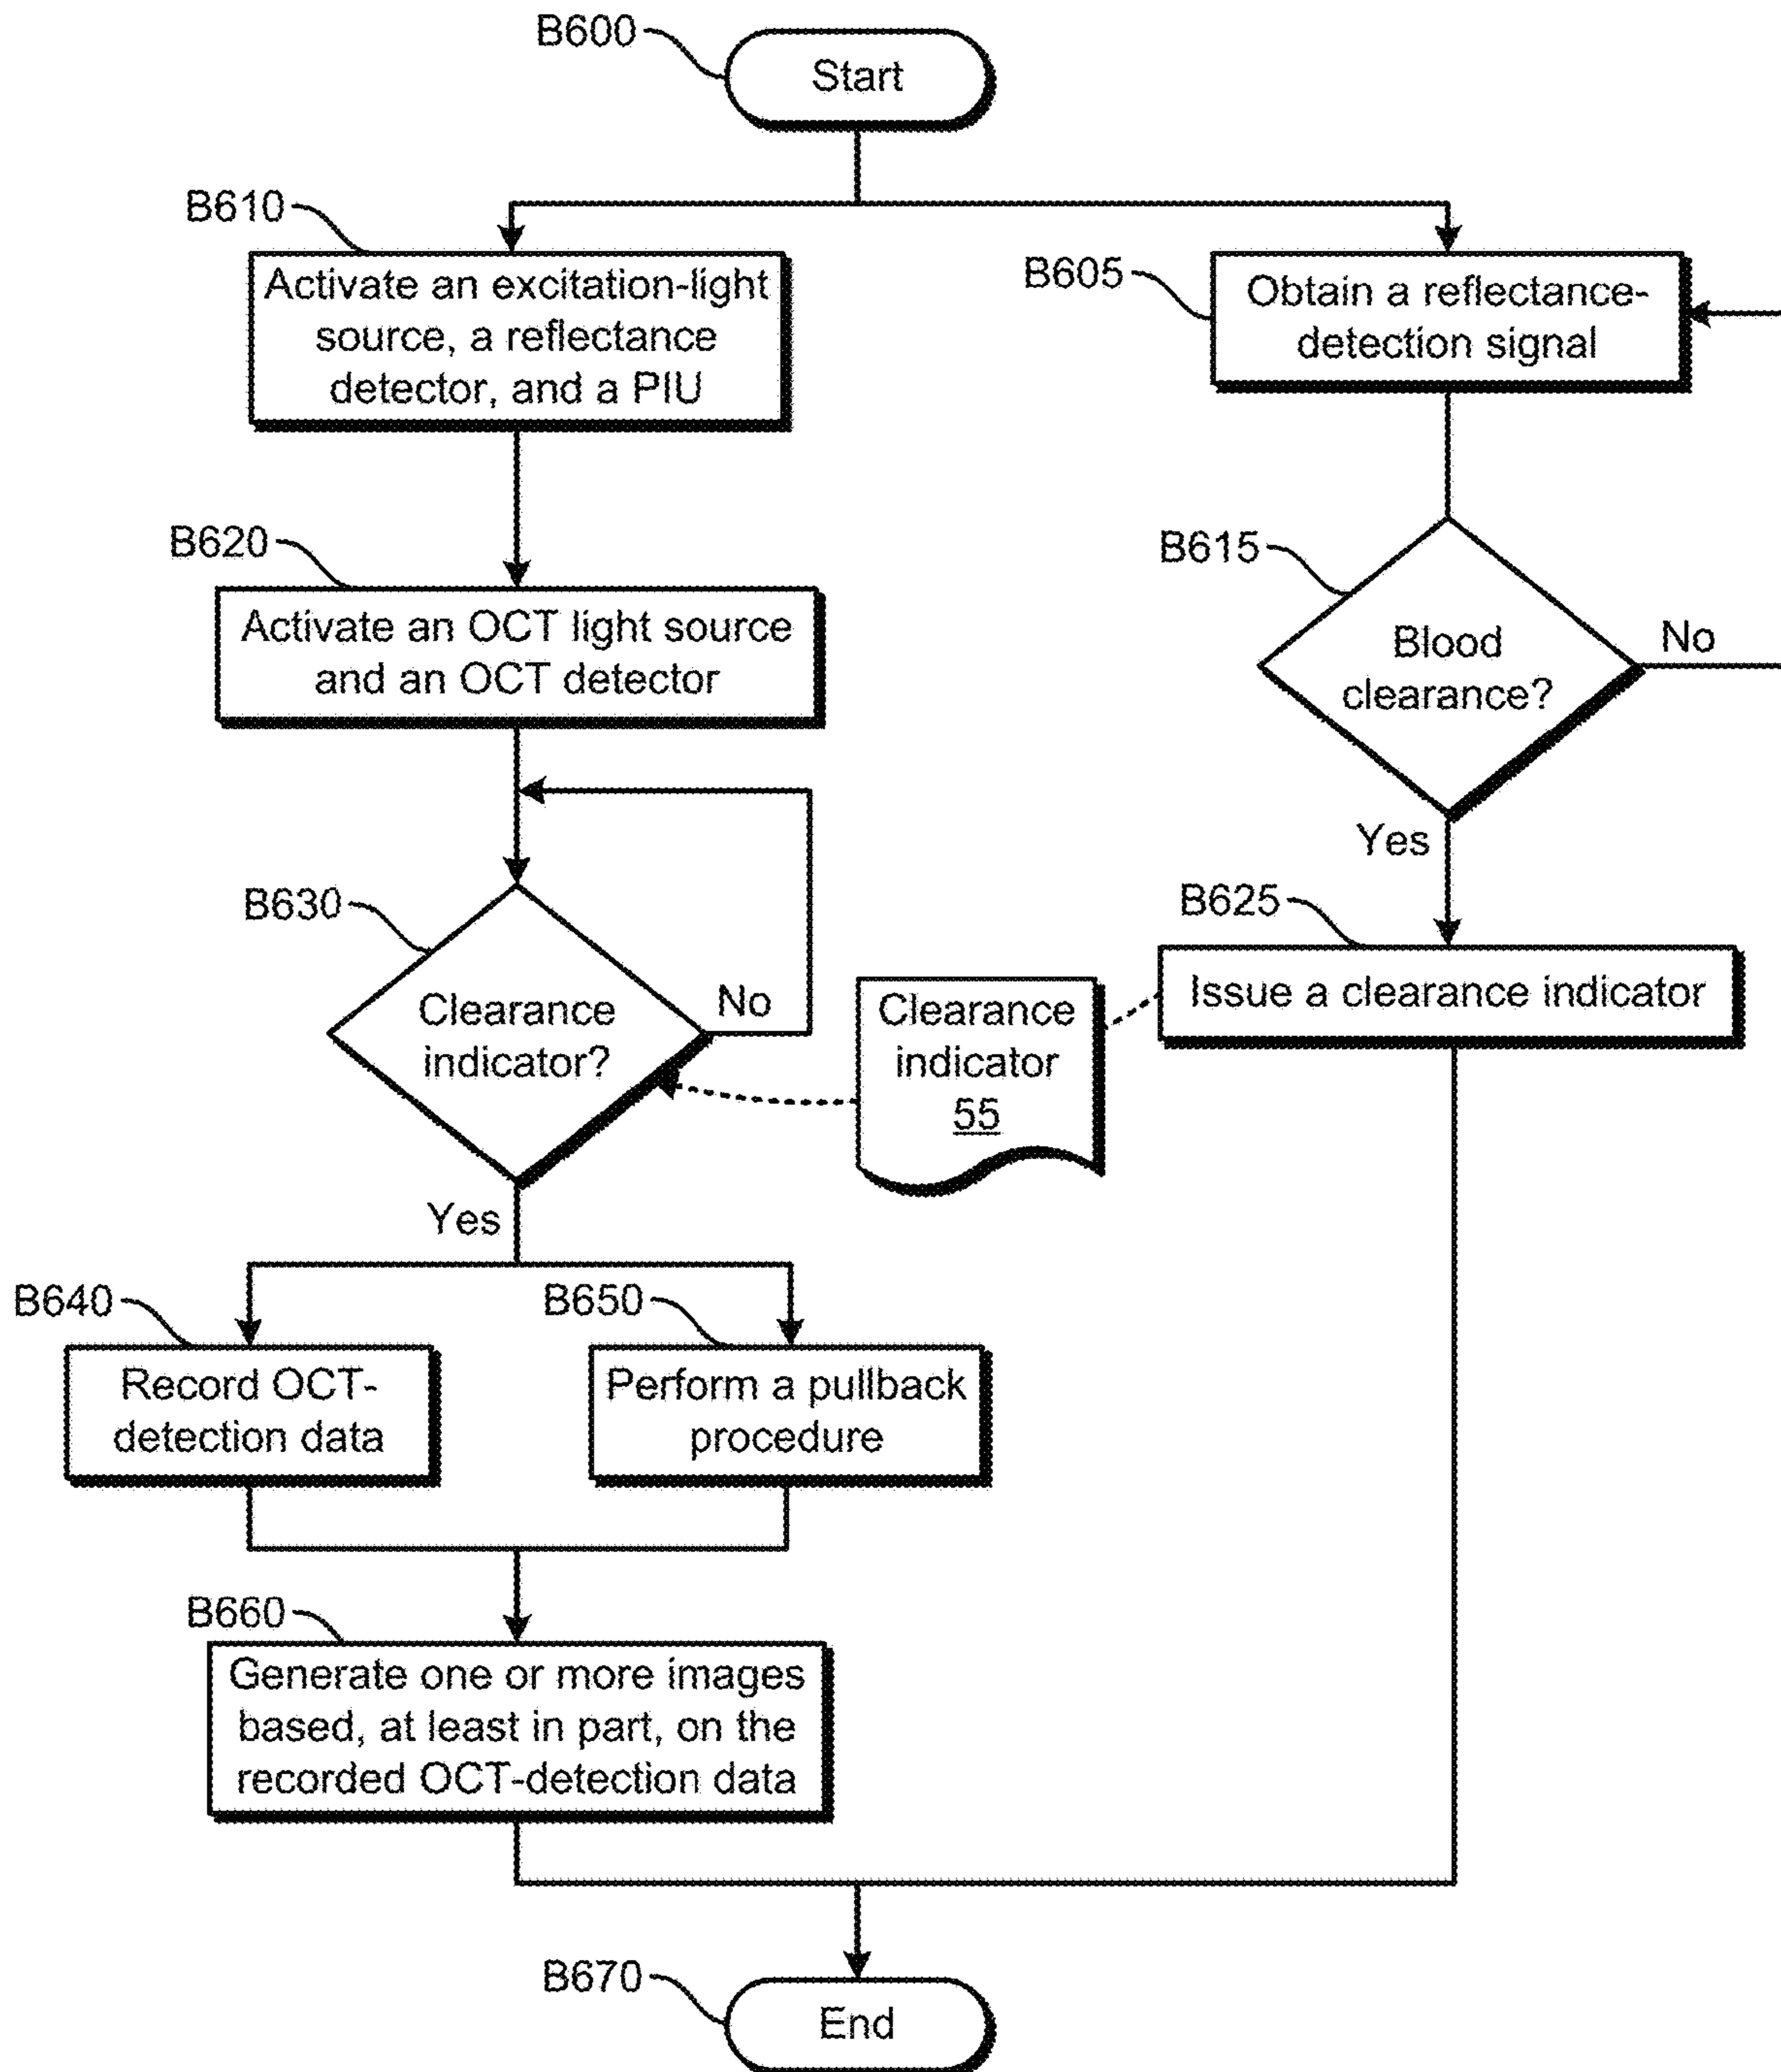 B600
Start
B610
Activate an excitation-light
source, a reflectance
detector, and a PIU
B605
Obtain a reflectance-
detection signal
B620
Activate an OCT light source
and an OCT detector
B615
Blood
clearance?
No
Yes
B630
Clearance
indicator?
No
Yes
B625
Issue a clearance indicator
Clearance
indicator
55
B640
Record OCT-
detection data
B650
Perform a pullback
procedure
B660
Generate one or more images
based, at least in part, on the
recorded OCT-detection data
B670
End